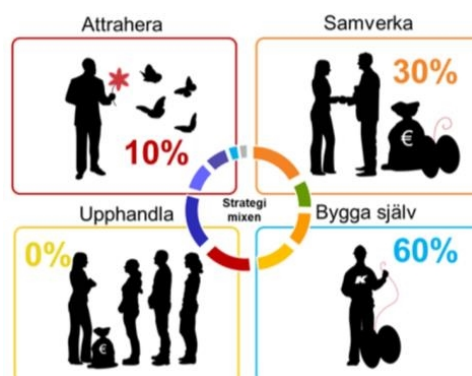 Attrahera
Samverka
10%
30%
€
Strategi
mixen
Upphandla
Bygga själv
0%
60%
€
K